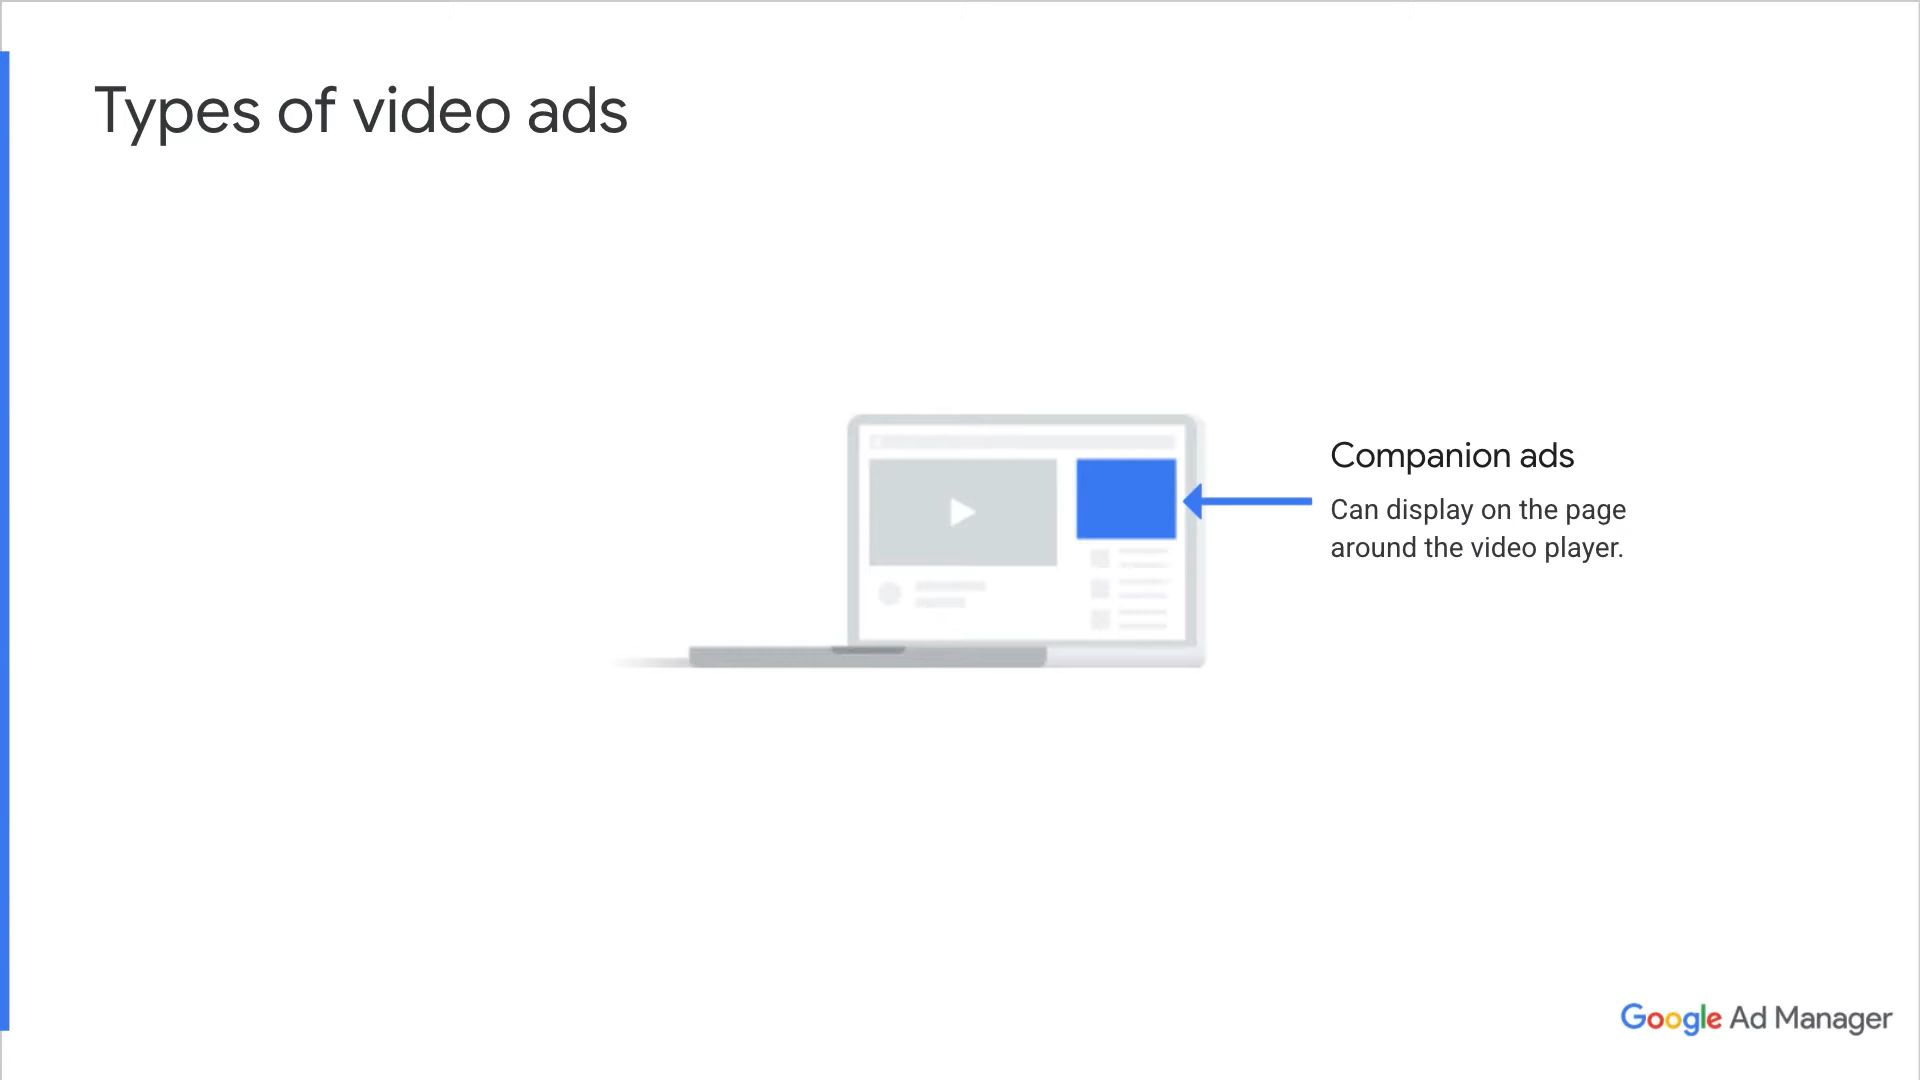 Types of video ads
Companion ads
Can display on the page
around the video player.
Google Ad Manager